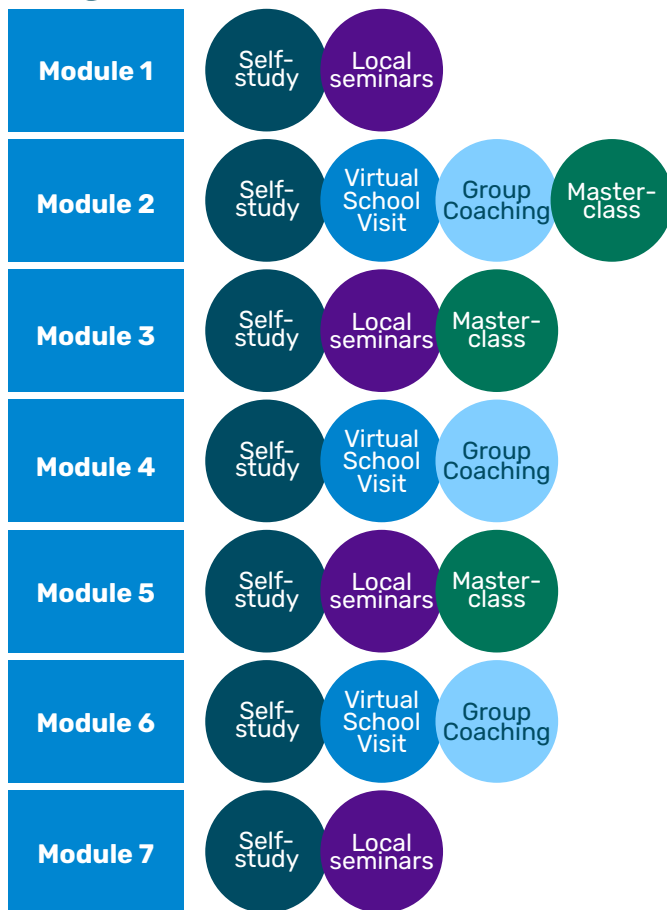 Module 1
Self-
study
Local
seminars
Module 2
Self-
study
Virtual
School
Visit
Group
Coaching
Master-
class
Module 3
Self-
study
Local
seminars
Master-
class
Module 4
Self-
study
Virtual
School
Visit
Group
Coaching
Module 5
Self-
study
Local
seminars
Master-
class
Module 6
Self-
study
Virtual
School
Visit
Group
Coaching
Module 7
Self-
study
Local
seminars